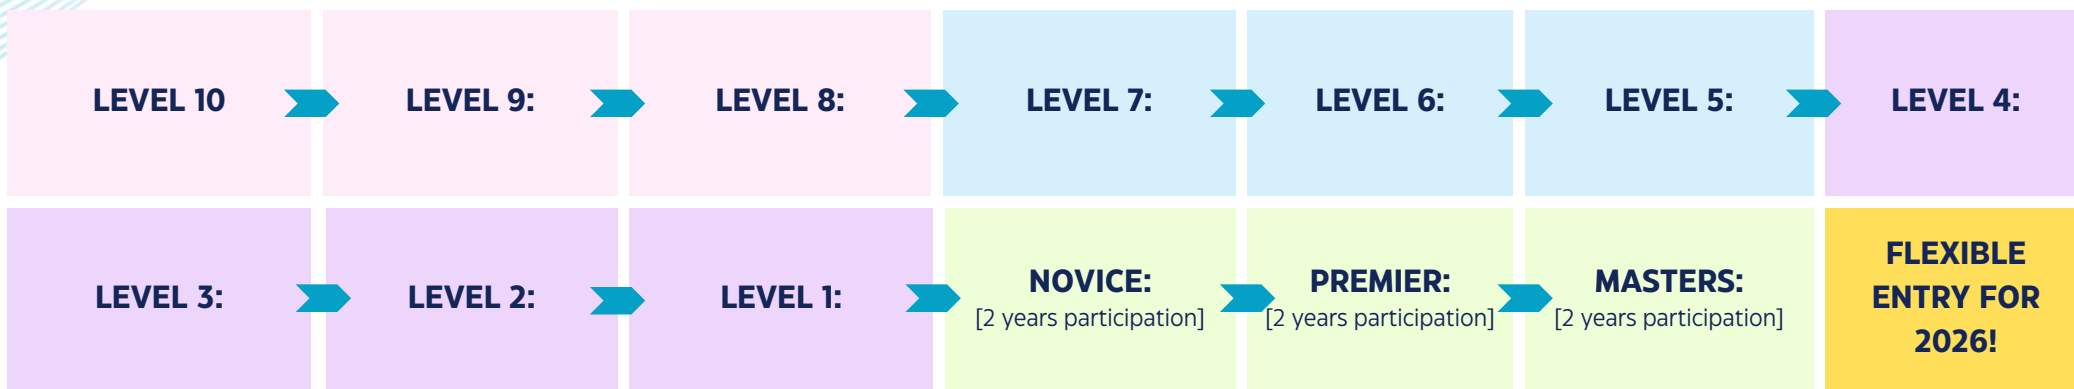 LEVEL 10
LEVEL 9:
LEVEL 8:
LEVEL 7:
LEVEL 6:
LEVEL 5:
LEVEL 4:
LEVEL 3:
LEVEL 2:
LEVEL 1:
NOVICE:
[2 years participation]
PREMIER:
[2 years participation]
MASTERS:
[2 years participation]
FLEXIBLE
ENTRY FOR
2026!